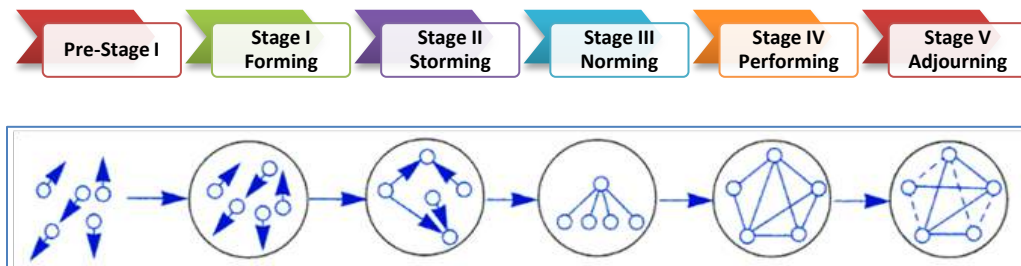 Pre-Stage I
Stage I
Forming
Stage II
Storming
Stage III
Norming
Stage IV
Performing
Stage V
Adjourning